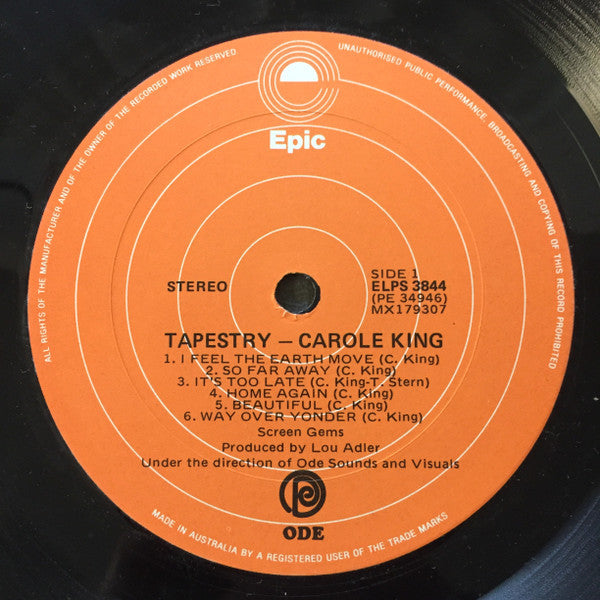 ALL RIGHTS OF THE MANUFACTURER AND OF THE OWNER OF THE RECORDED WORK RESERVED
UNAUTHORISED PUBLIC PERFORMANCE, BROADCASTING AND COPYING OF THIS RECORD PROHIBITED
Epic
STEREO
SIDE 1
ELPS 3844
(PE 34946)
MX179307
TAPESTRY — CAROLE KING
1. I FEEL THE EARTH MOVE (C. King)
2. SO FAR AWAY (C. King)
3. IT'S TOO LATE (C. King-T. Stern)
4. HOME AGAIN (C. King)
5. BEAUTIFUL (C. King)
6. WAY OVER YONDER (C. King)
Screen Gems
Produced by Lou Adler
Under the direction of Ode Sounds and Visuals
ODE
MADE IN AUSTRALIA BY A REGISTERED USER OF THE TRADE MARKS